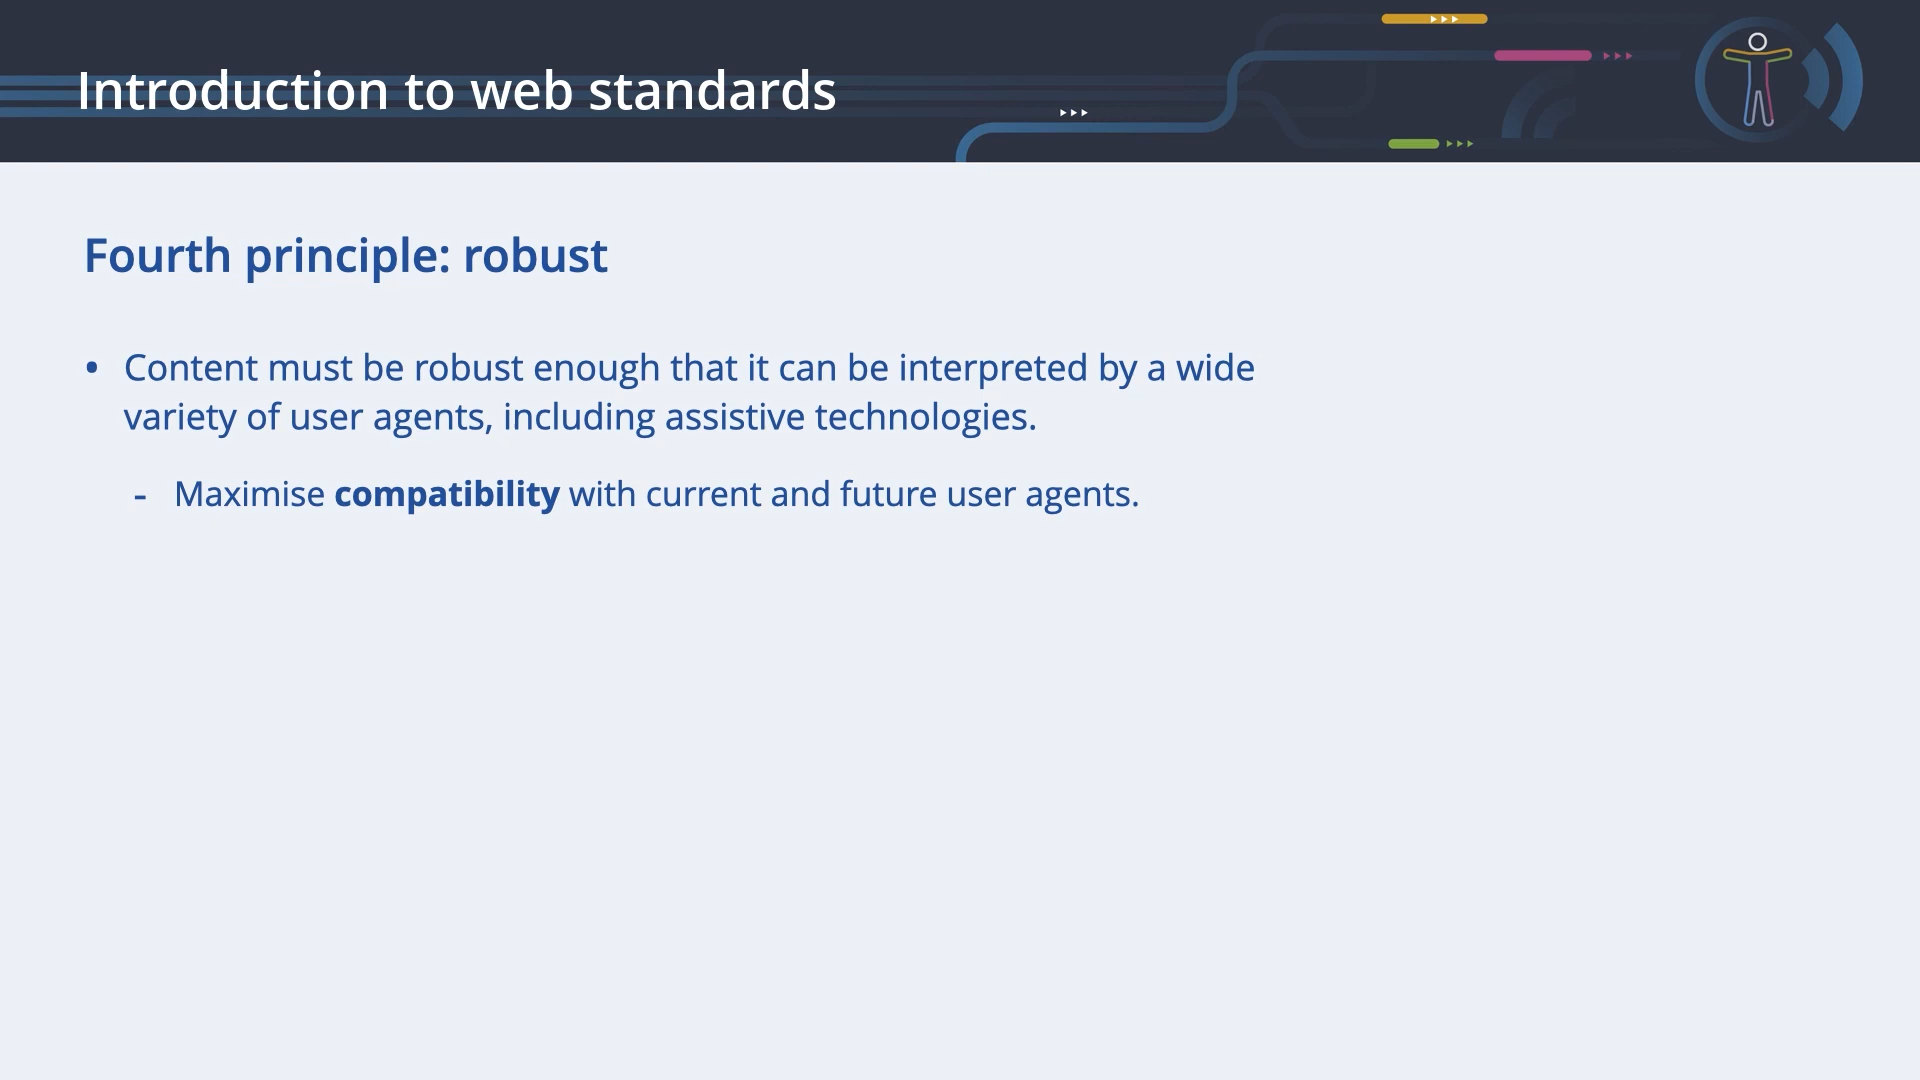 Introduction to web standards
Fourth principle: robust
• Content must be robust enough that it can be interpreted by a wide
variety of user agents, including assistive technologies.
- Maximise compatibility with current and future user agents.